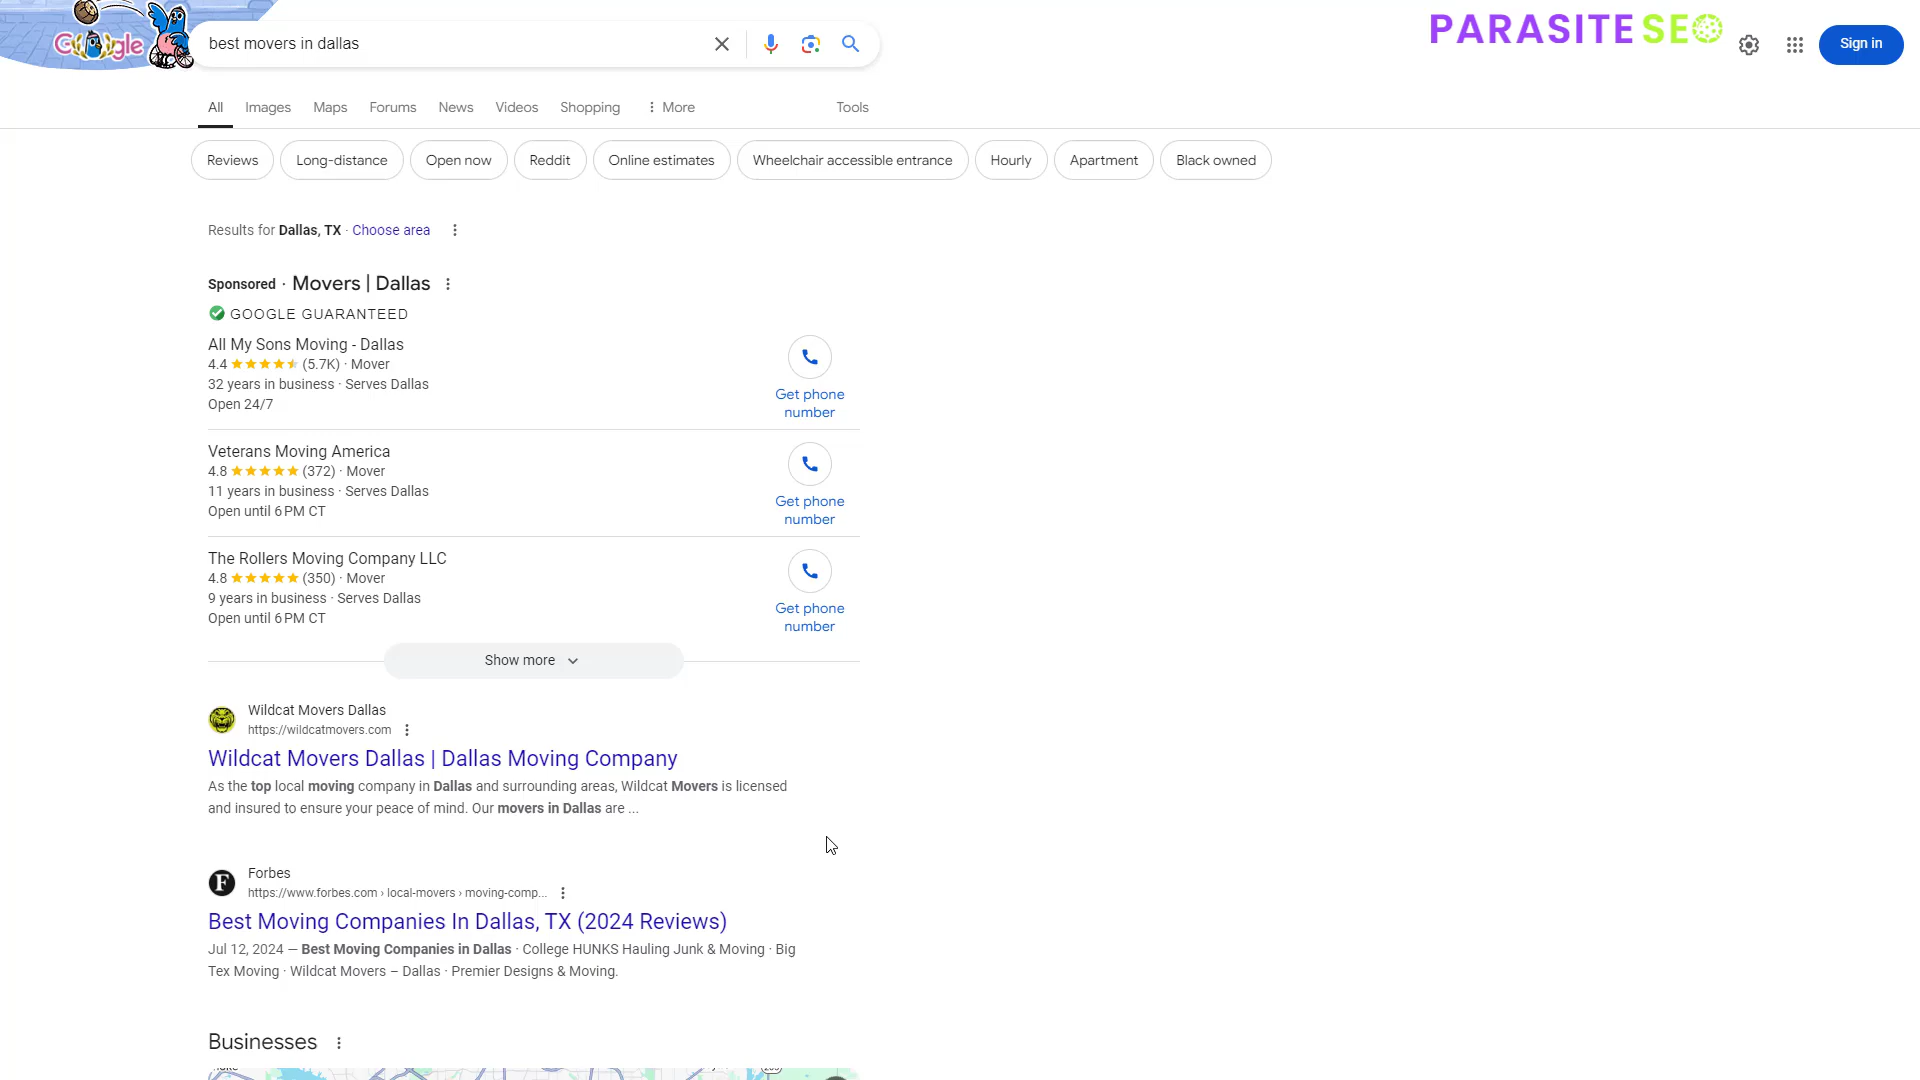 Google
best movers in dallas
PARASITE SEO
Sign in
All
Images
Maps
Forums
News
Videos
Shopping
More
Tools
Reviews
Long-distance
Open now
Reddit
Online estimates
Wheelchair accessible entrance
Hourly
Apartment
Black owned
Results for Dallas, TX · Choose area
Sponsored · Movers | Dallas
GOOGLE GUARANTEED
All My Sons Moving - Dallas
4.4 (5.7K) · Mover
32 years in business · Serves Dallas
Open 24/7
Get phone
number
Veterans Moving America
4.8 (372) · Mover
11 years in business · Serves Dallas
Open until 6 PM CT
Get phone
number
The Rollers Moving Company LLC
4.8 (350) · Mover
9 years in business · Serves Dallas
Open until 6 PM CT
Get phone
number
Show more
Wildcat Movers Dallas
https://wildcatmovers.com
Wildcat Movers Dallas | Dallas Moving Company
As the top local moving company in Dallas and surrounding areas, Wildcat Movers is licensed
and insured to ensure your peace of mind. Our movers in Dallas are ...
F
Forbes
https://www.forbes.com › local-movers › moving-comp...
Best Moving Companies In Dallas, TX (2024 Reviews)
Jul 12, 2024 — Best Moving Companies in Dallas · College HUNKS Hauling Junk & Moving · Big
Tex Moving · Wildcat Movers – Dallas · Premier Designs & Moving.
Businesses